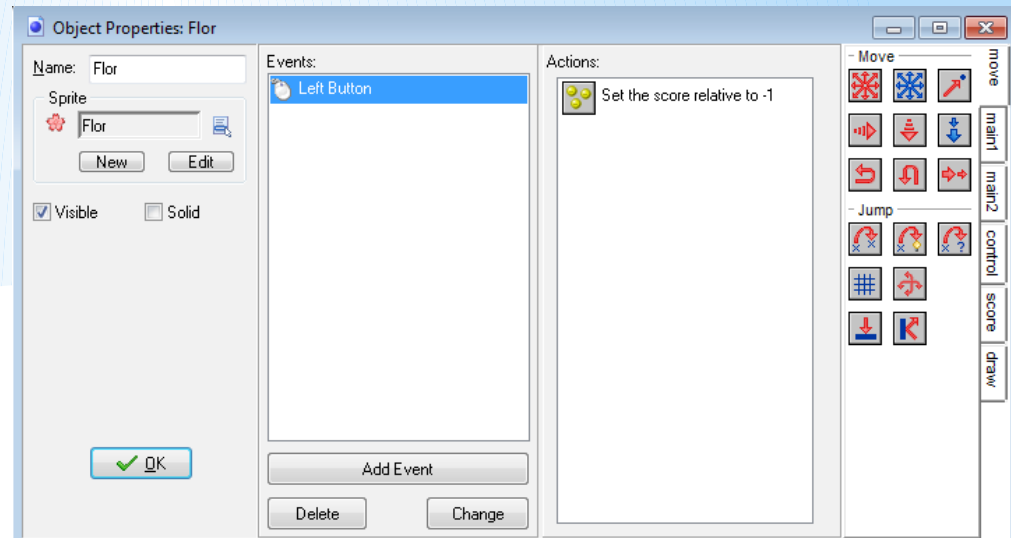 Object Properties: Flor
Name: Flor
Sprite
Flor
New Edit
Visible Solid
OK
Events:
Left Button
Add Event
Delete Change
Actions:
Set the score relative to -1
Move
Jump
move
main1
main2
control
score
draw